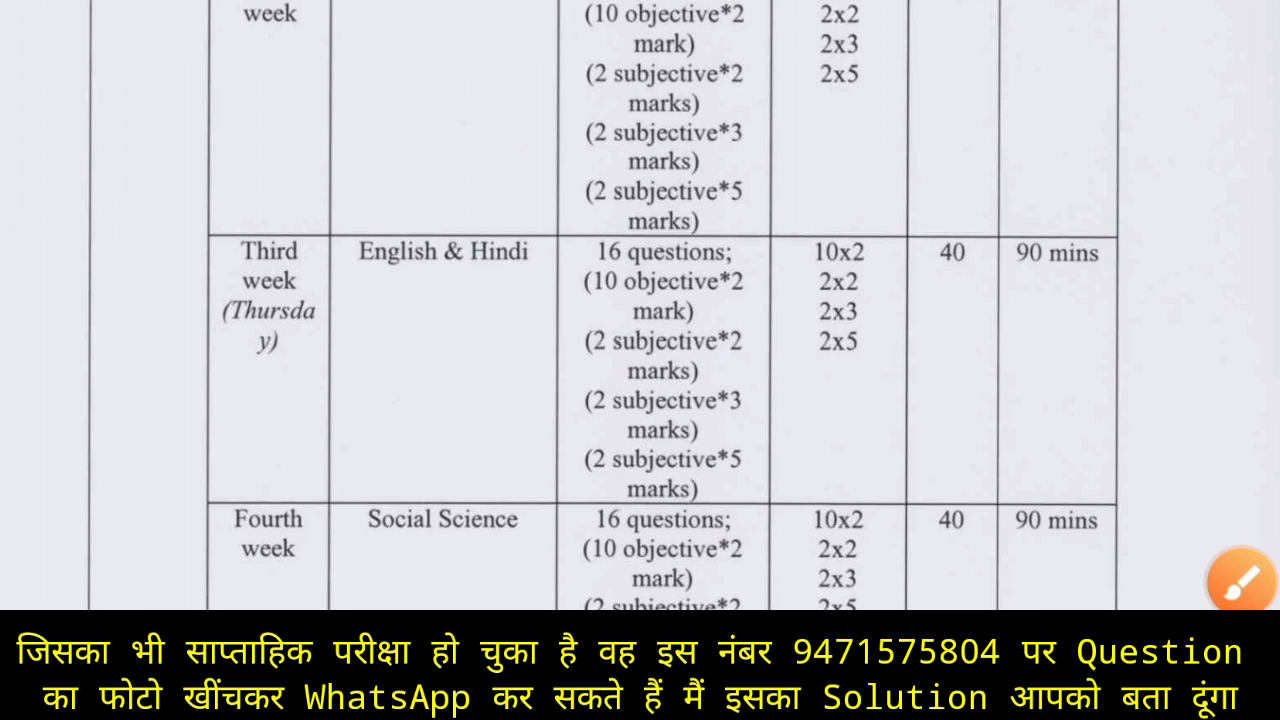 week
(10 objective*2
mark)
(2 subjective*2
marks)
(2 subjective*3
marks)
(2 subjective*5
marks)
2x2
2x3
2x5
Third
week
(Thursda
y)
English & Hindi
16 questions;
(10 objective*2
mark)
(2 subjective*2
marks)
(2 subjective*3
marks)
(2 subjective*5
marks)
10x2
2x2
2x3
2x5
40
90 mins
Fourth
week
Social Science
16 questions;
(10 objective*2
mark)
(2 subjective*2
10x2
2x2
2x3
2x5
40
90 mins
जिसका भी साप्ताहिक परीक्षा हो चुका है वह इस नंबर 9471575804 पर Question
का फोटो खींचकर WhatsApp कर सकते हैं मैं इसका Solution आपको बता दूंगा